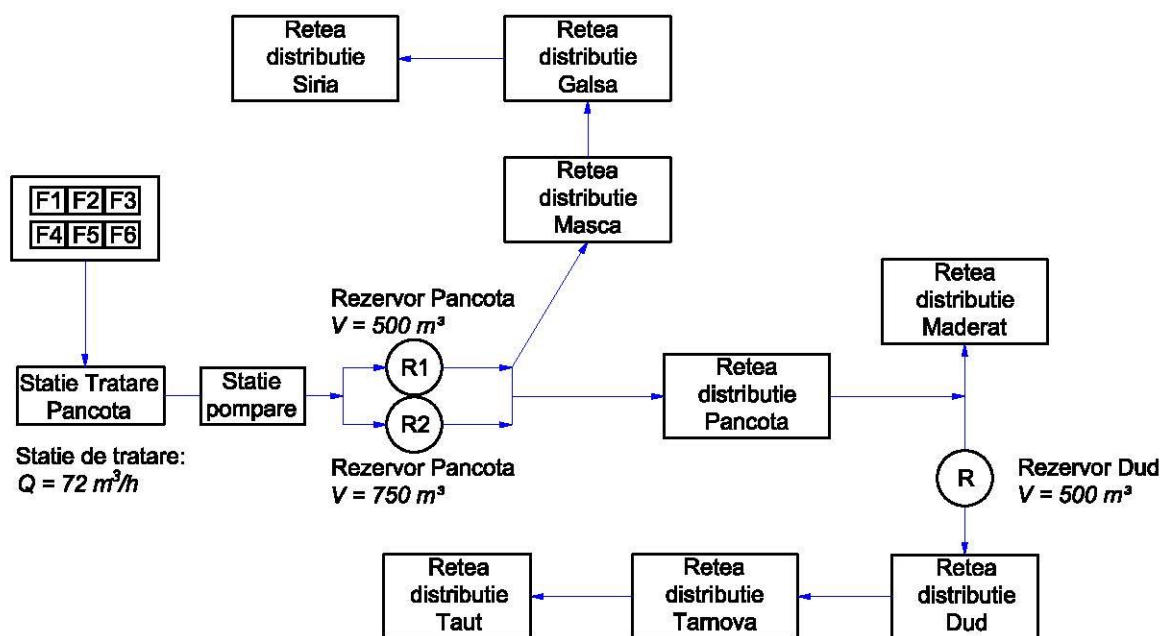 Retea
distributie
Siria
Retea
distributie
Galsa
Retea
distributie
Masca
F1 F2 F3
F4 F5 F6
Retea
distributie
Maderat
Rezervor Pancota
V = 500 m³
R1
Statie Tratare
Pancota
Statie
pompare
R2
Retea
distributie
Pancota
Statie de tratare:
Q = 72 m³/h
Rezervor Pancota
V = 750 m³
R
Rezervor Dud
V = 500 m³
Retea
distributie
Taut
Retea
distributie
Tarnova
Retea
distributie
Dud